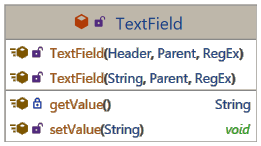 TextField
TextField(Header, Parent, RegEx)
TextField(String, Parent, RegEx)
getValue() String
setValue(String) void